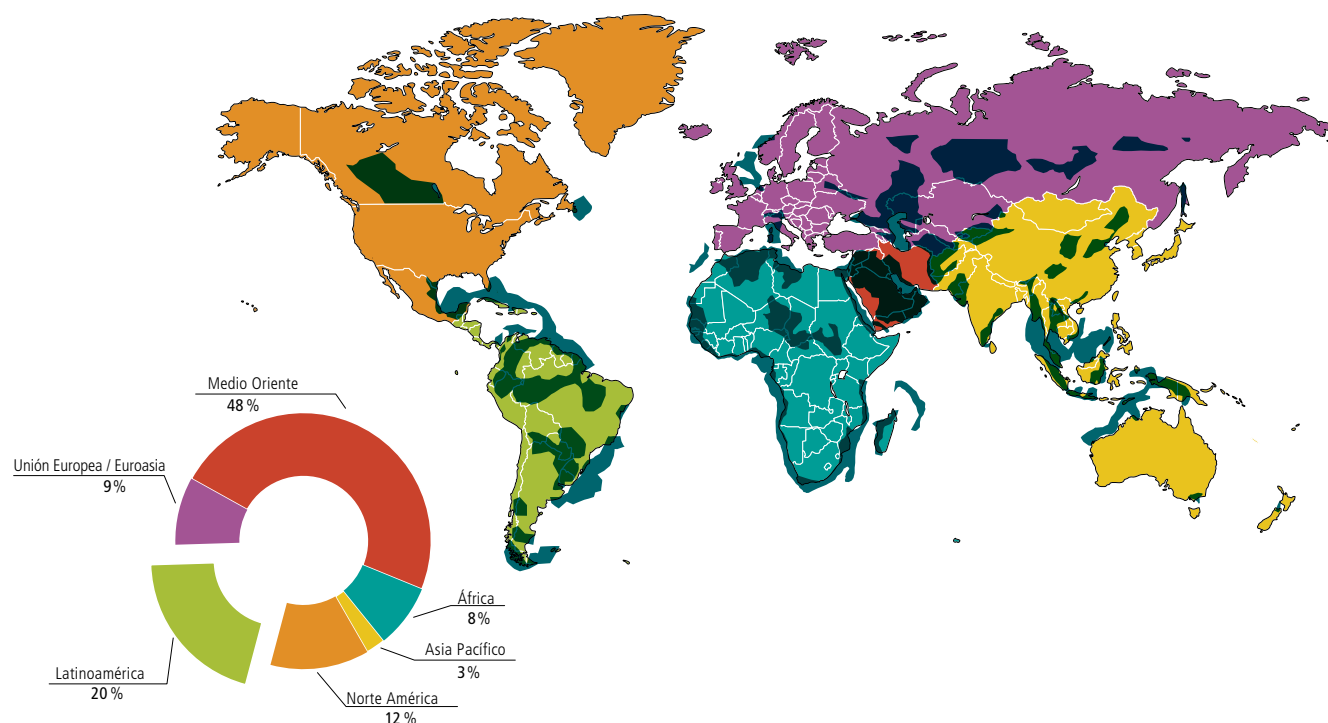 Medio Oriente
48 %
Unión Europea / Euroasia
9 %
África
8 %
Asia Pacífico
3 %
Latinoamérica
20 %
Norte América
12 %